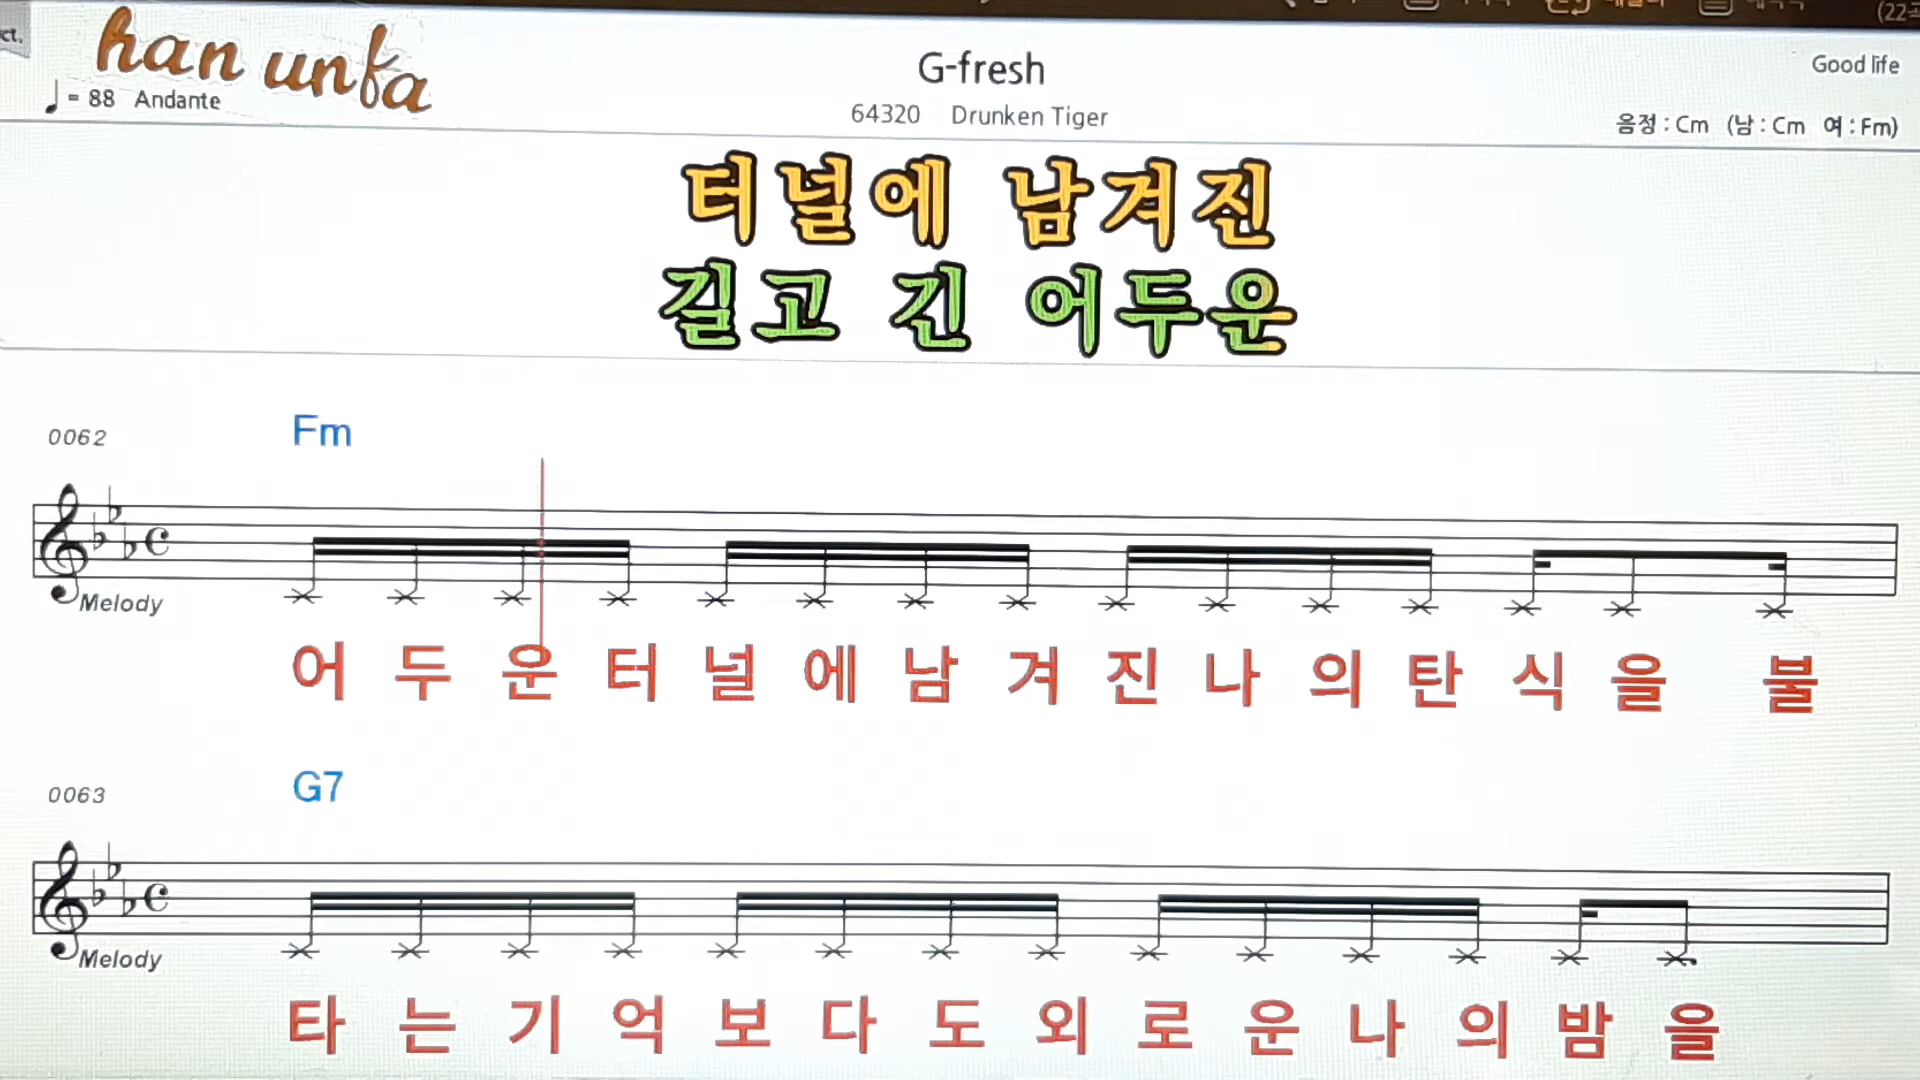 ct.
han unfa
G-fresh
Good life
♩ = 88 Andante
64320 Drunken Tiger
음정 : Cm (남 : Cm 여 : Fm)
터널에 남겨진
길고 긴 어두운
0062
Fm
Melody
어 두 운 터 널 에 남 겨 진 나 의 탄 식 을 불
0063
G7
Melody
타 는 기 억 보 다 도 외 로 운 나 의 밤 을